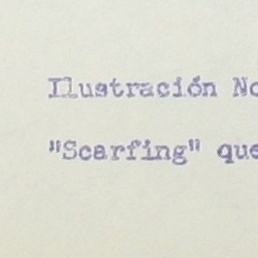 Ilustración No
"Scarfing" que